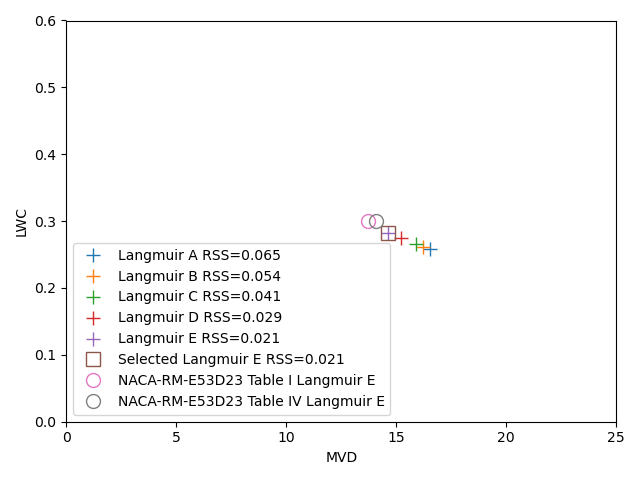 0.6
0.5
0.4
0.3
0.2
0.1
0.0
LWC
Langmuir A RSS=0.065
Langmuir B RSS=0.054
Langmuir C RSS=0.041
Langmuir D RSS=0.029
Langmuir E RSS=0.021
Selected Langmuir E RSS=0.021
NACA-RM-E53D23 Table I Langmuir E
NACA-RM-E53D23 Table IV Langmuir E
0 5 10 15 20 25
MVD